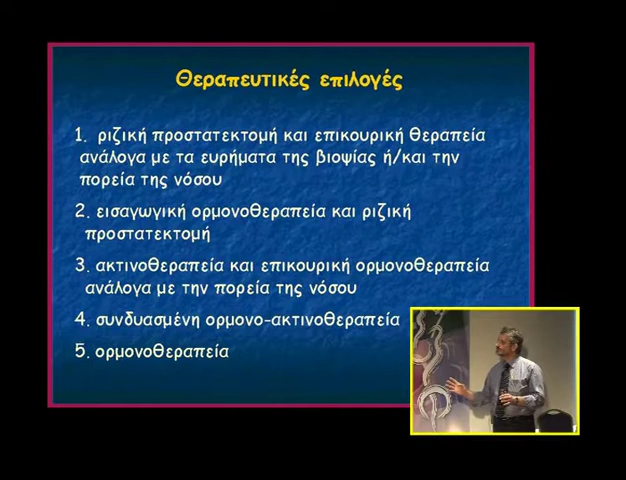 Θεραπευτικές επιλογές
1. ριζική προστατεκτομή και επικουρική θεραπεία
ανάλογα με τα ευρήματα της βιοψίας ή/και την
πορεία της νόσου
2. εισαγωγική ορμονοθεραπεία και ριζική
προστατεκτομή
3. ακτινοθεραπεία και επικουρική ορμονοθεραπεία
ανάλογα με την πορεία της νόσου
4. συνδυασμένη ορμονο-ακτινοθεραπεία
5. ορμονοθεραπεία